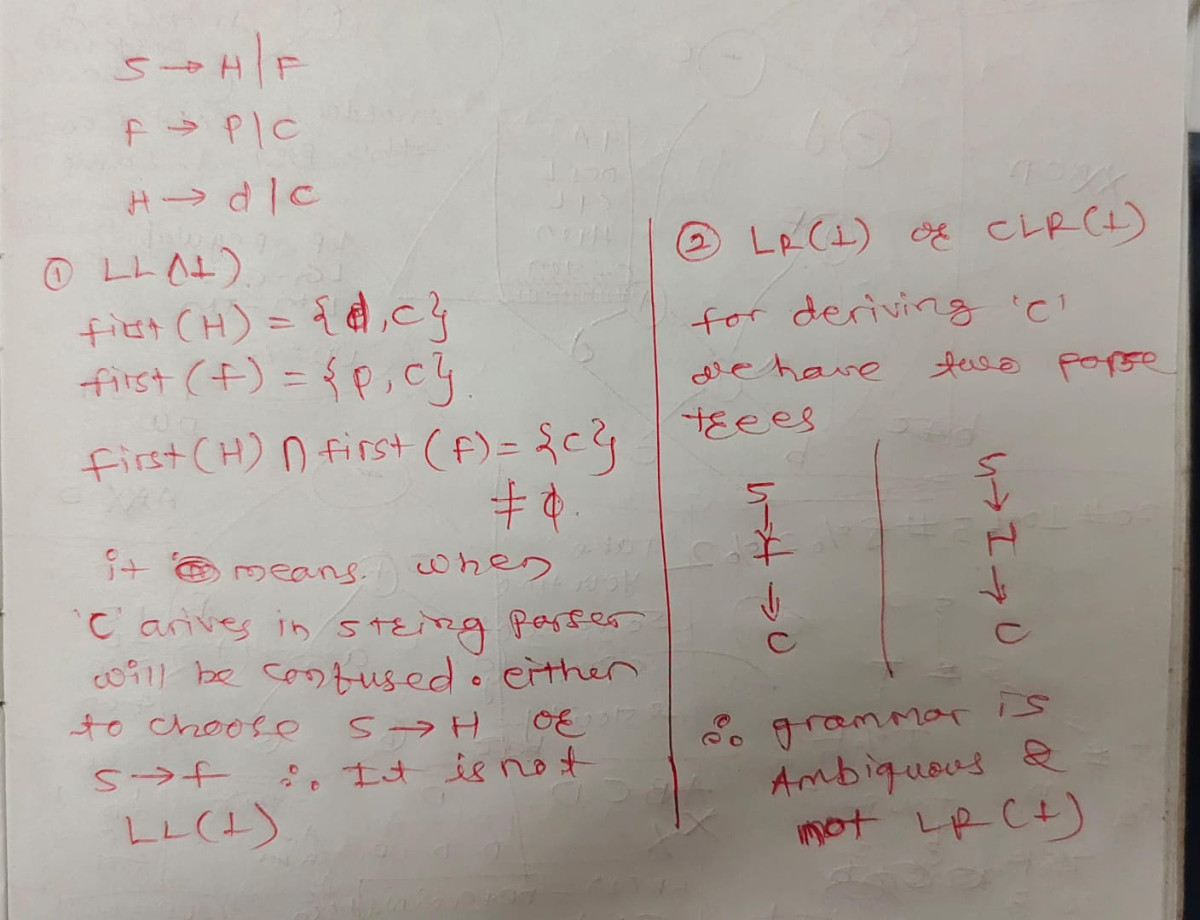 S → H | F
F → P | C
H → d | C
① LL(1).
first (H) = {d, c}
first (f) = {p, c}.
first (H) ∩ first (F) = {c}
≠ ϕ.
it means. when
'C' arives in string parser
will be confused. either
to choose S → H or
S → f ∴ It is not
LL(1)
② LR(1) or CLR(1)
for deriving 'c'
we have two parse
trees
S
↓
↓
C
S
↓
H
↓
C
∴ grammar is
Ambiguous &
not LR(1)